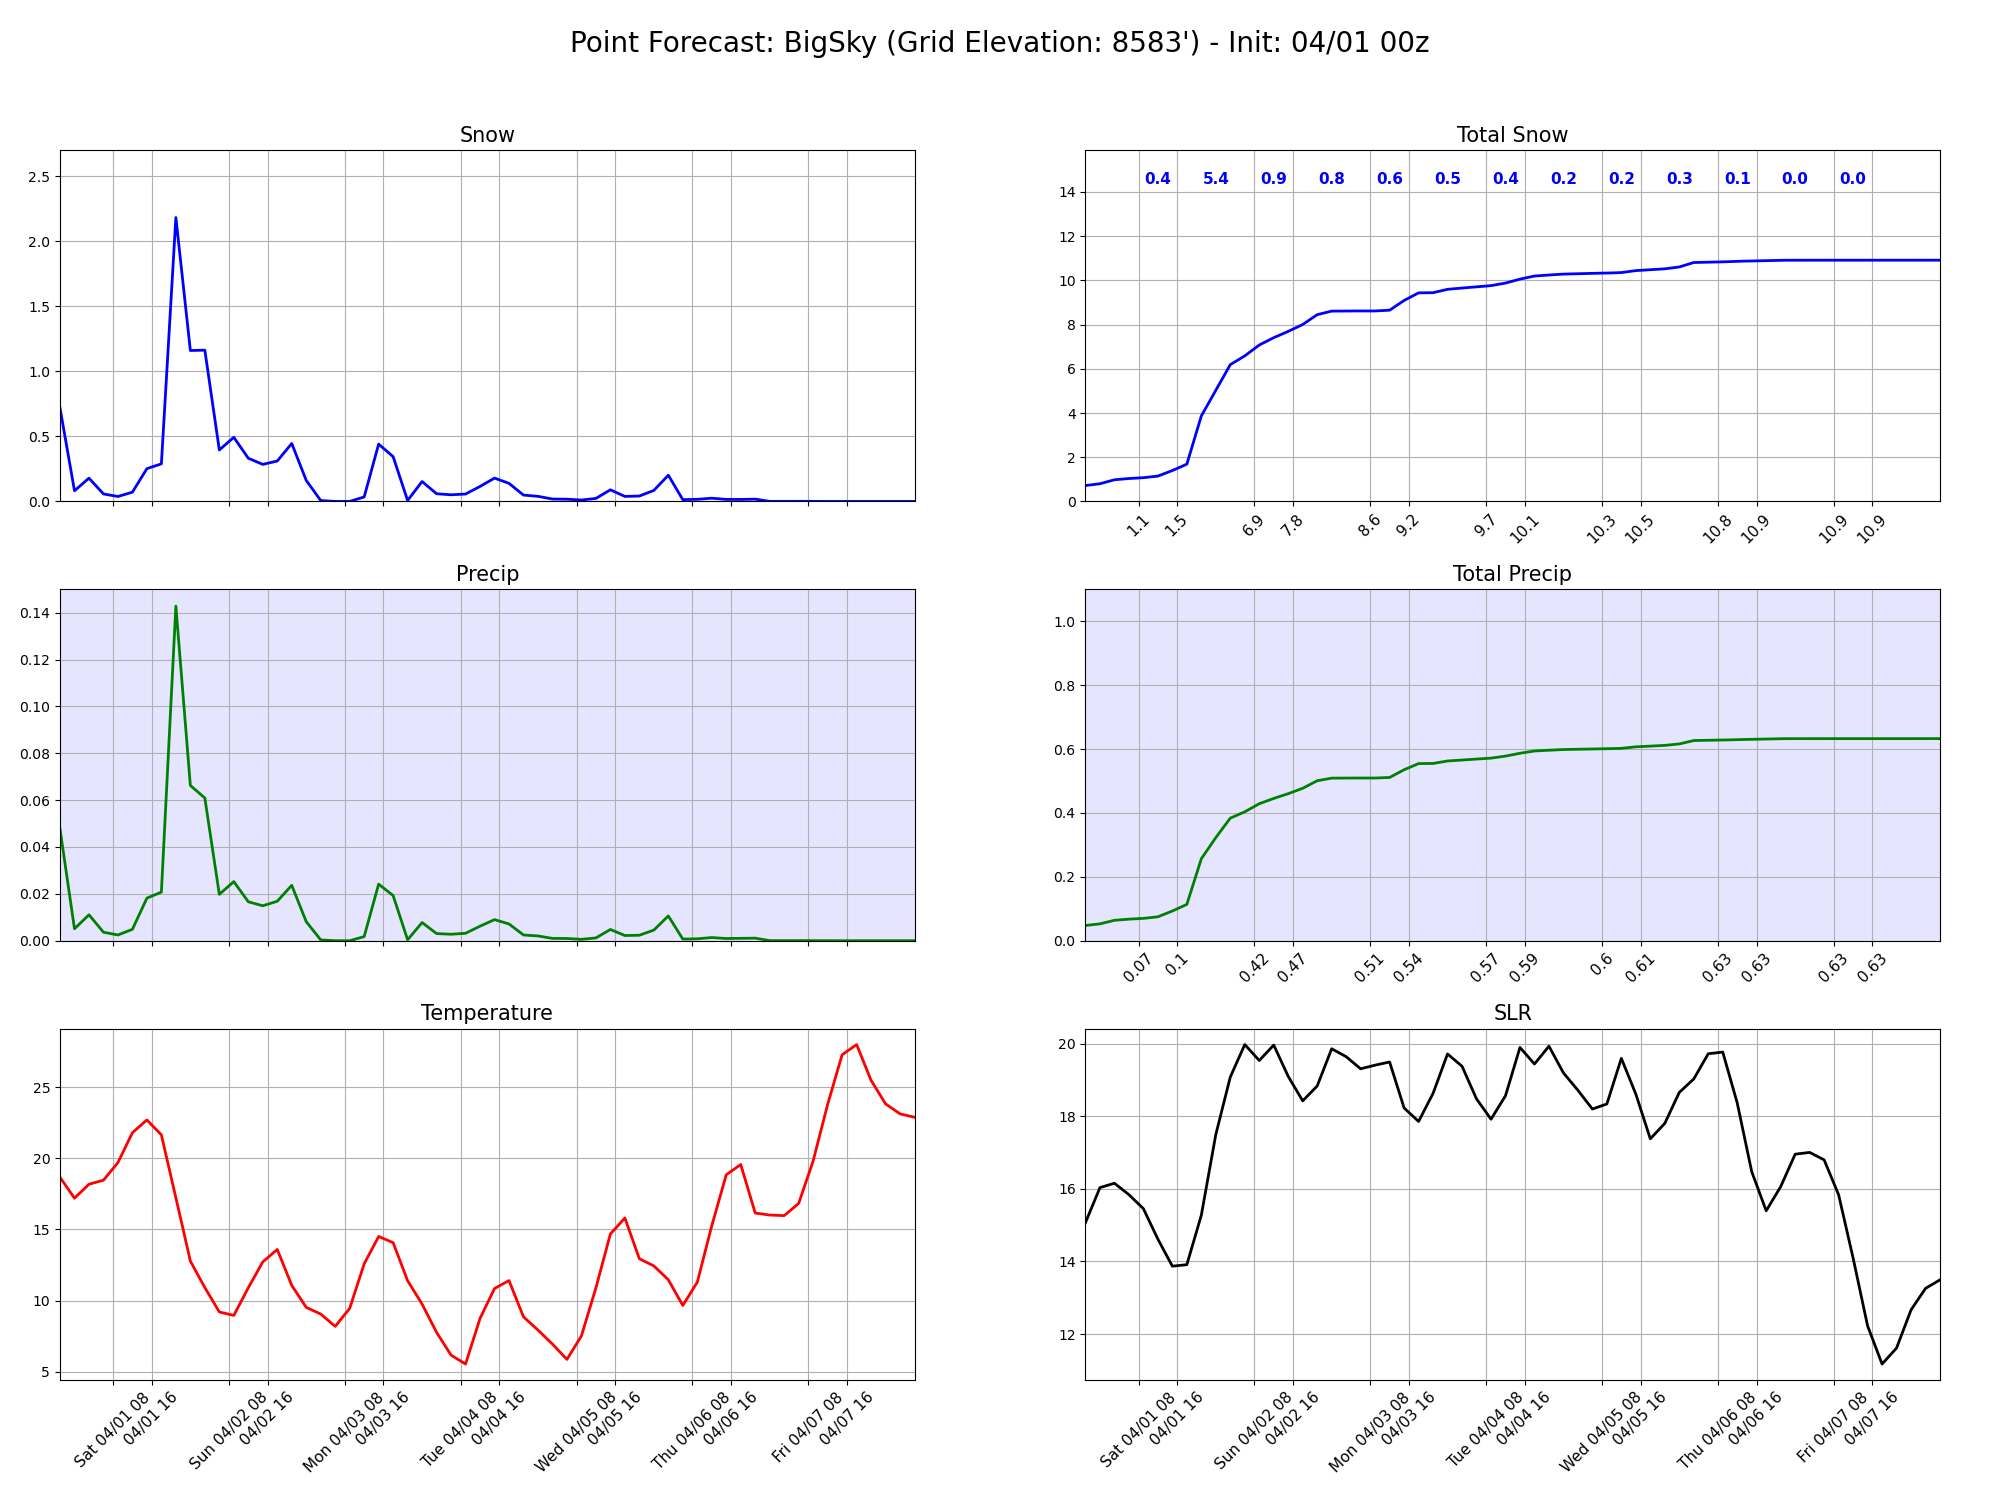 Point Forecast: BigSky (Grid Elevation: 8583') - Init: 04/01 00z
Snow
2.5
2.0
1.5
1.0
0.5
0.0
Total Snow
0.4 5.4 0.9 0.8 0.6 0.5 0.4 0.2 0.2 0.3 0.1 0.0 0.0
14
12
10
8
6
4
2
0
1.1 1.5 6.9 7.8 8.6 9.2 9.7 10.1 10.3 10.5 10.8 10.9 10.9 10.9
Precip
0.14
0.12
0.10
0.08
0.06
0.04
0.02
0.00
Total Precip
1.0
0.8
0.6
0.4
0.2
0.0
0.07 0.1 0.42 0.47 0.51 0.54 0.57 0.59 0.6 0.61 0.63 0.63 0.63 0.63
Temperature
25
20
15
10
5
Sat 04/01 08
04/01 16
Sun 04/02 08
04/02 16
Mon 04/03 08
04/03 16
Tue 04/04 08
04/04 16
Wed 04/05 08
04/05 16
Thu 04/06 08
04/06 16
Fri 04/07 08
04/07 16
SLR
20
18
16
14
12
Sat 04/01 08
04/01 16
Sun 04/02 08
04/02 16
Mon 04/03 08
04/03 16
Tue 04/04 08
04/04 16
Wed 04/05 08
04/05 16
Thu 04/06 08
04/06 16
Fri 04/07 08
04/07 16